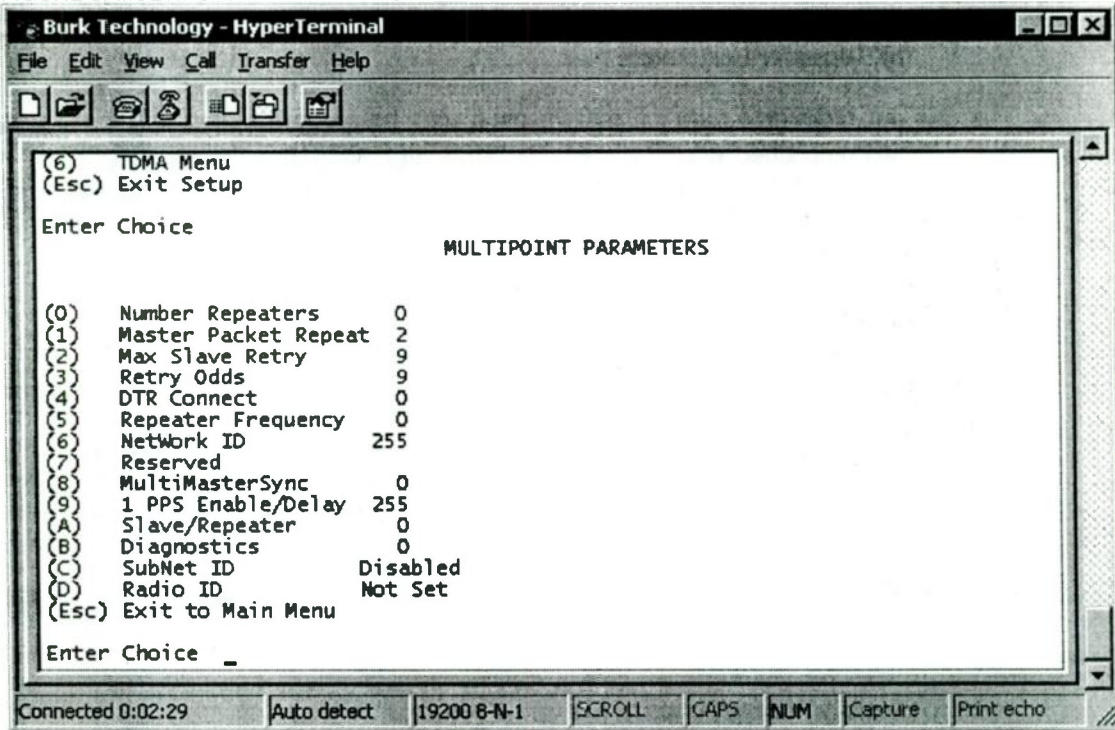 Burk Technology - HyperTerminal
File Edit View Call Transfer Help
(6) TDMA Menu
(Esc) Exit Setup
Enter Choice
MULTIPOINT PARAMETERS
(0) Number Repeaters 0
(1) Master Packet Repeat 2
(2) Max Slave Retry 9
(3) Retry Odds 9
(4) DTR Connect 0
(5) Repeater Frequency 0
(6) NetWork ID 255
(7) Reserved
(8) MultiMasterSync 0
(9) 1 PPS Enable/Delay 255
(A) Slave/Repeater 0
(B) Diagnostics 0
(C) SubNet ID Disabled
(D) Radio ID Not Set
(Esc) Exit to Main Menu
Enter Choice _
Connected 0:02:29 Auto detect 19200 8-N-1 SCROLL CAPS NUM Capture Print echo